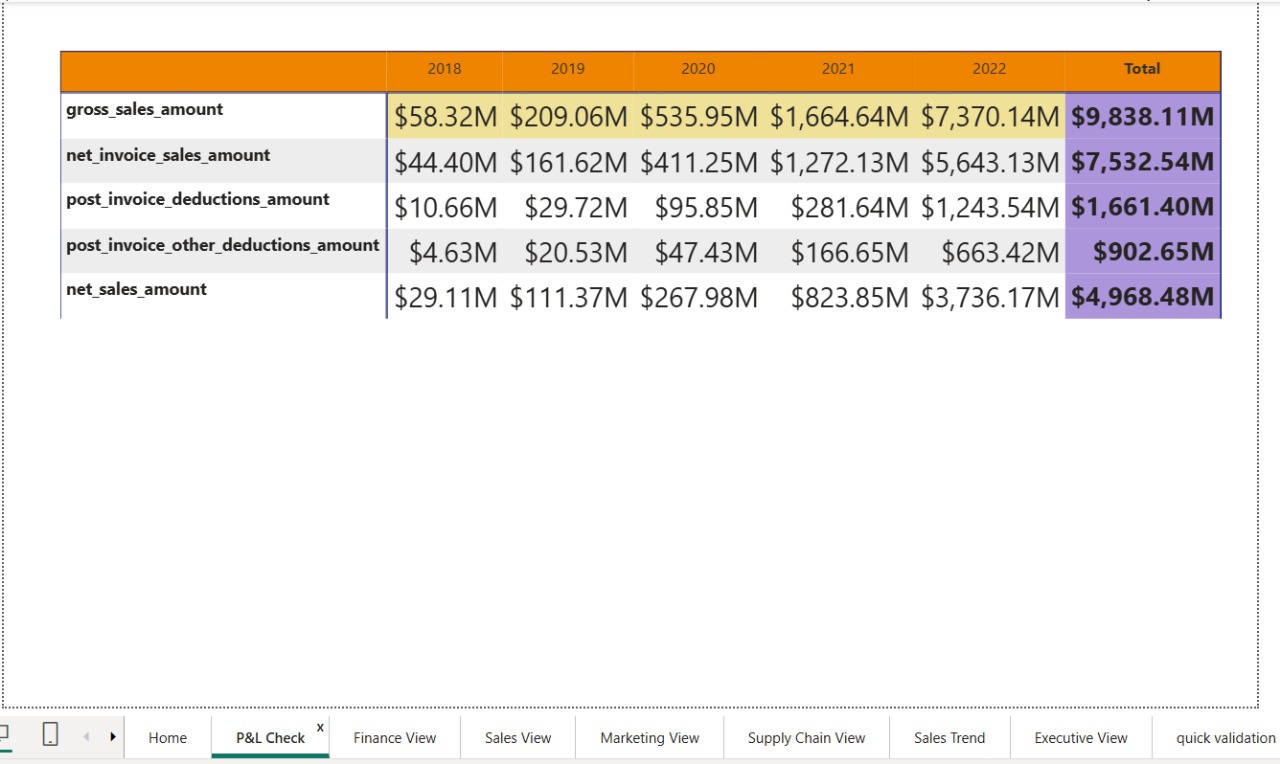 2018 2019 2020 2021 2022 Total
gross_sales_amount $58.32M $209.06M $535.95M $1,664.64M $7,370.14M $9,838.11M
net_invoice_sales_amount $44.40M $161.62M $411.25M $1,272.13M $5,643.13M $7,532.54M
post_invoice_deductions_amount $10.66M $29.72M $95.85M $281.64M $1,243.54M $1,661.40M
post_invoice_other_deductions_amount $4.63M $20.53M $47.43M $166.65M $663.42M $902.65M
net_sales_amount $29.11M $111.37M $267.98M $823.85M $3,736.17M $4,968.48M
Home P&L Check x Finance View Sales View Marketing View Supply Chain View Sales Trend Executive View quick validation